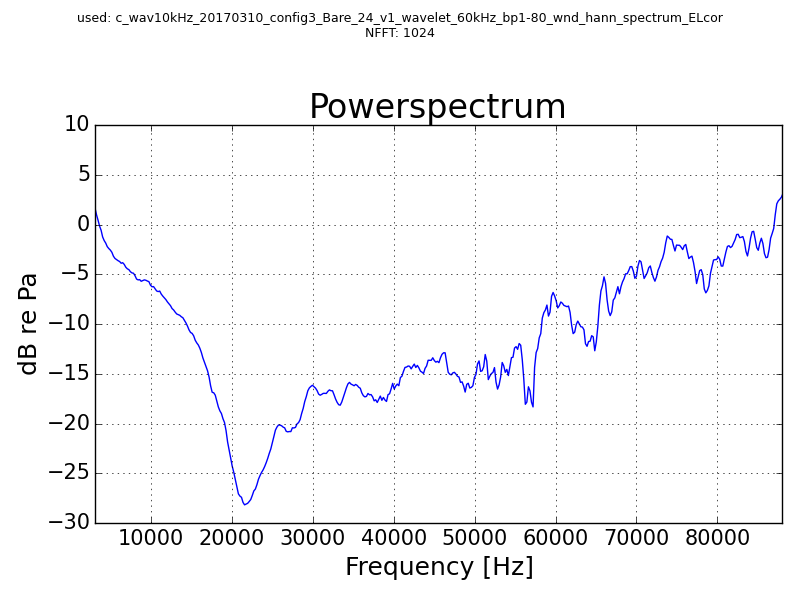 used: c_wav10kHz_20170310_config3_Bare_24_v1_wavelet_60kHz_bp1-80_wnd_hann_spectrum_ELcor
NFFT: 1024
Powerspectrum
10
5
0
−5
−10
−15
−20
−25
−30
dB re Pa
10000 20000 30000 40000 50000 60000 70000 80000
Frequency [Hz]